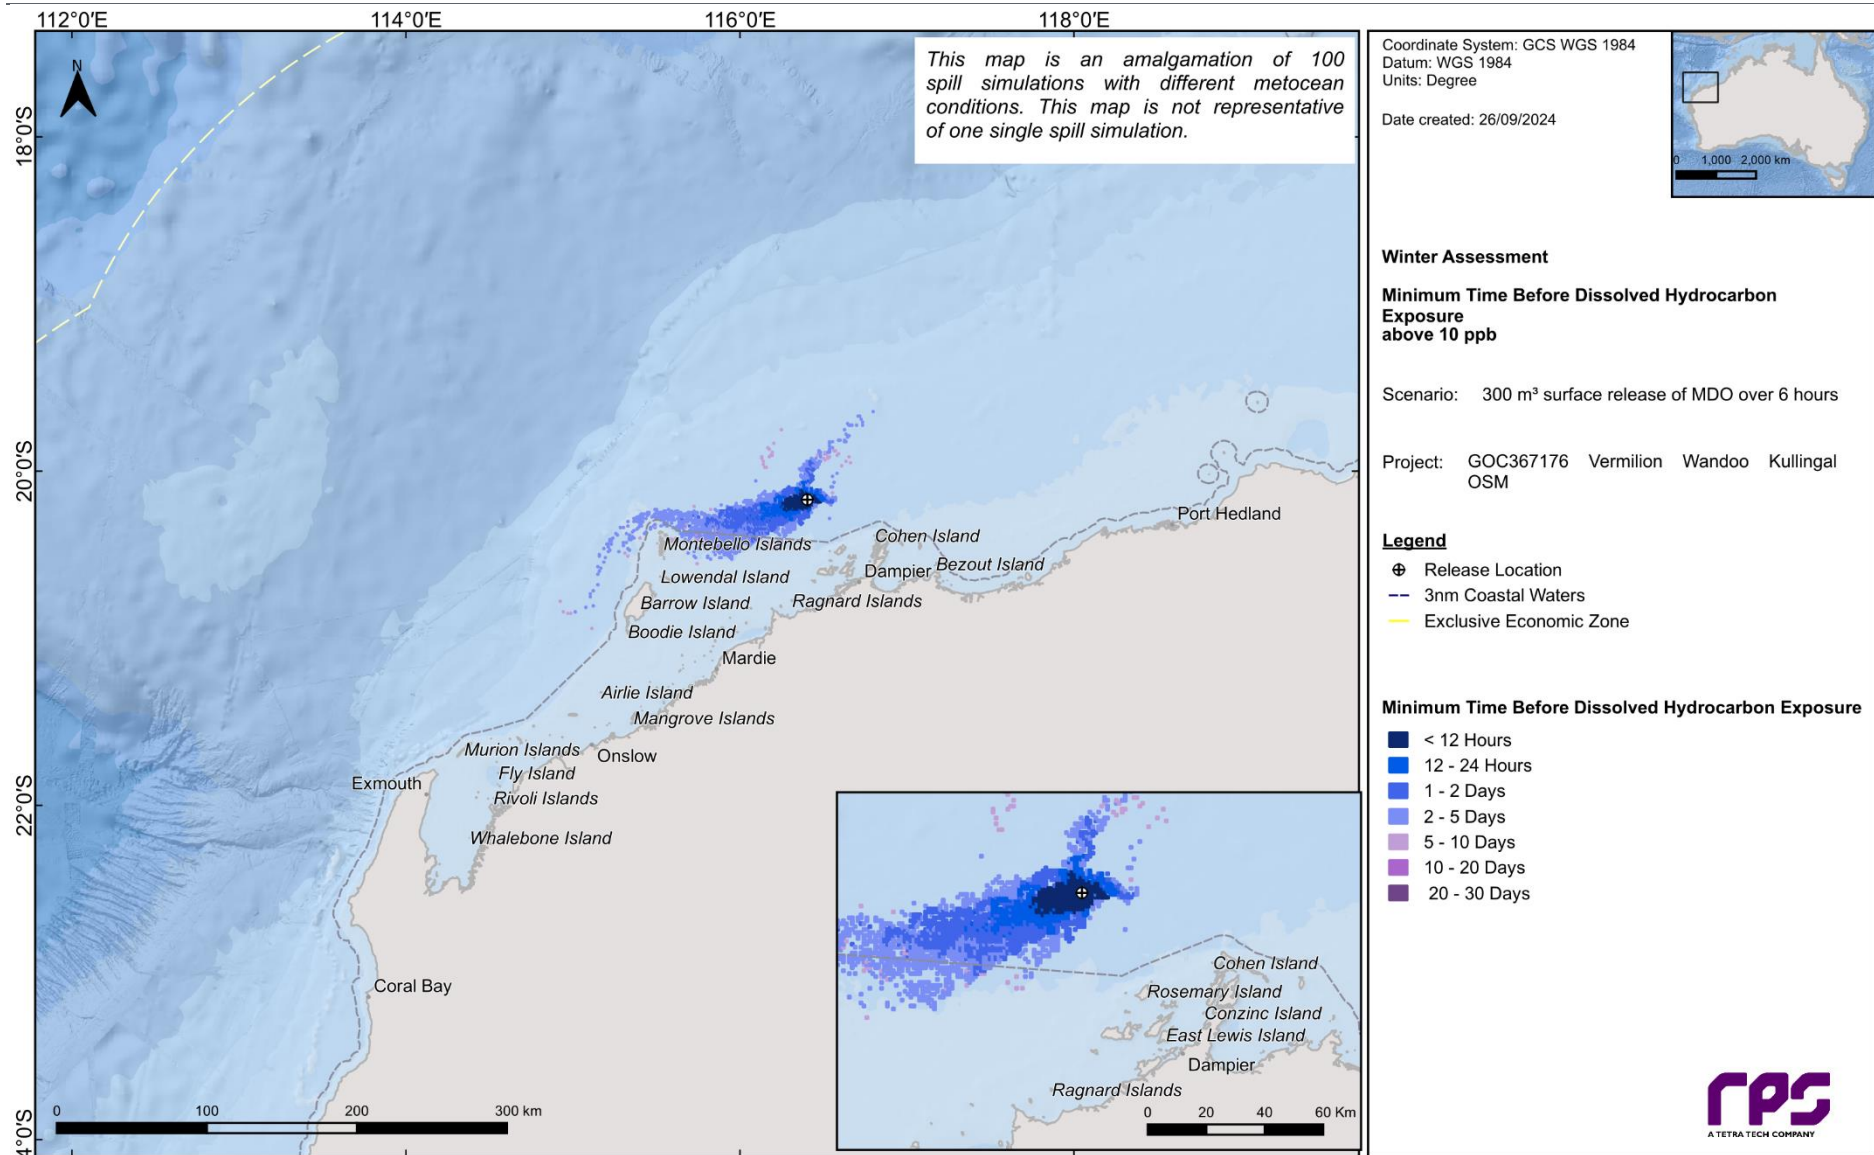 112°0'E 114°0'E 116°0'E 118°0'E
18°0'S
20°0'S
22°0'S
4°0'S
N
This map is an amalgamation of 100
spill simulations with different metocean
conditions. This map is not representative
of one single spill simulation.
Montebello Islands
Lowendal Island
Barrow Island
Boodie Island
Cohen Island
Dampier
Bezout Island
Ragnard Islands
Port Hedland
Mardie
Airlie Island
Mangrove Islands
Murion Islands
Onslow
Fly Island
Exmouth
Rivoli Islands
Whalebone Island
Coral Bay
0 100 200 300 km
Cohen Island
Rosemary Island
Conzinc Island
East Lewis Island
Dampier
Ragnard Islands
0 20 40 60 Km
Coordinate System: GCS WGS 1984
Datum: WGS 1984
Units: Degree
Date created: 26/09/2024
0 1,000 2,000 km
Winter Assessment
Minimum Time Before Dissolved Hydrocarbon
Exposure
above 10 ppb
Scenario: 300 m³ surface release of MDO over 6 hours
Project: GOC367176 Vermilion Wandoo Kullingal
OSM
Legend
Release Location
3nm Coastal Waters
Exclusive Economic Zone
Minimum Time Before Dissolved Hydrocarbon Exposure
< 12 Hours
12 - 24 Hours
1 - 2 Days
2 - 5 Days
5 - 10 Days
10 - 20 Days
20 - 30 Days
rps
A TETRA TECH COMPANY